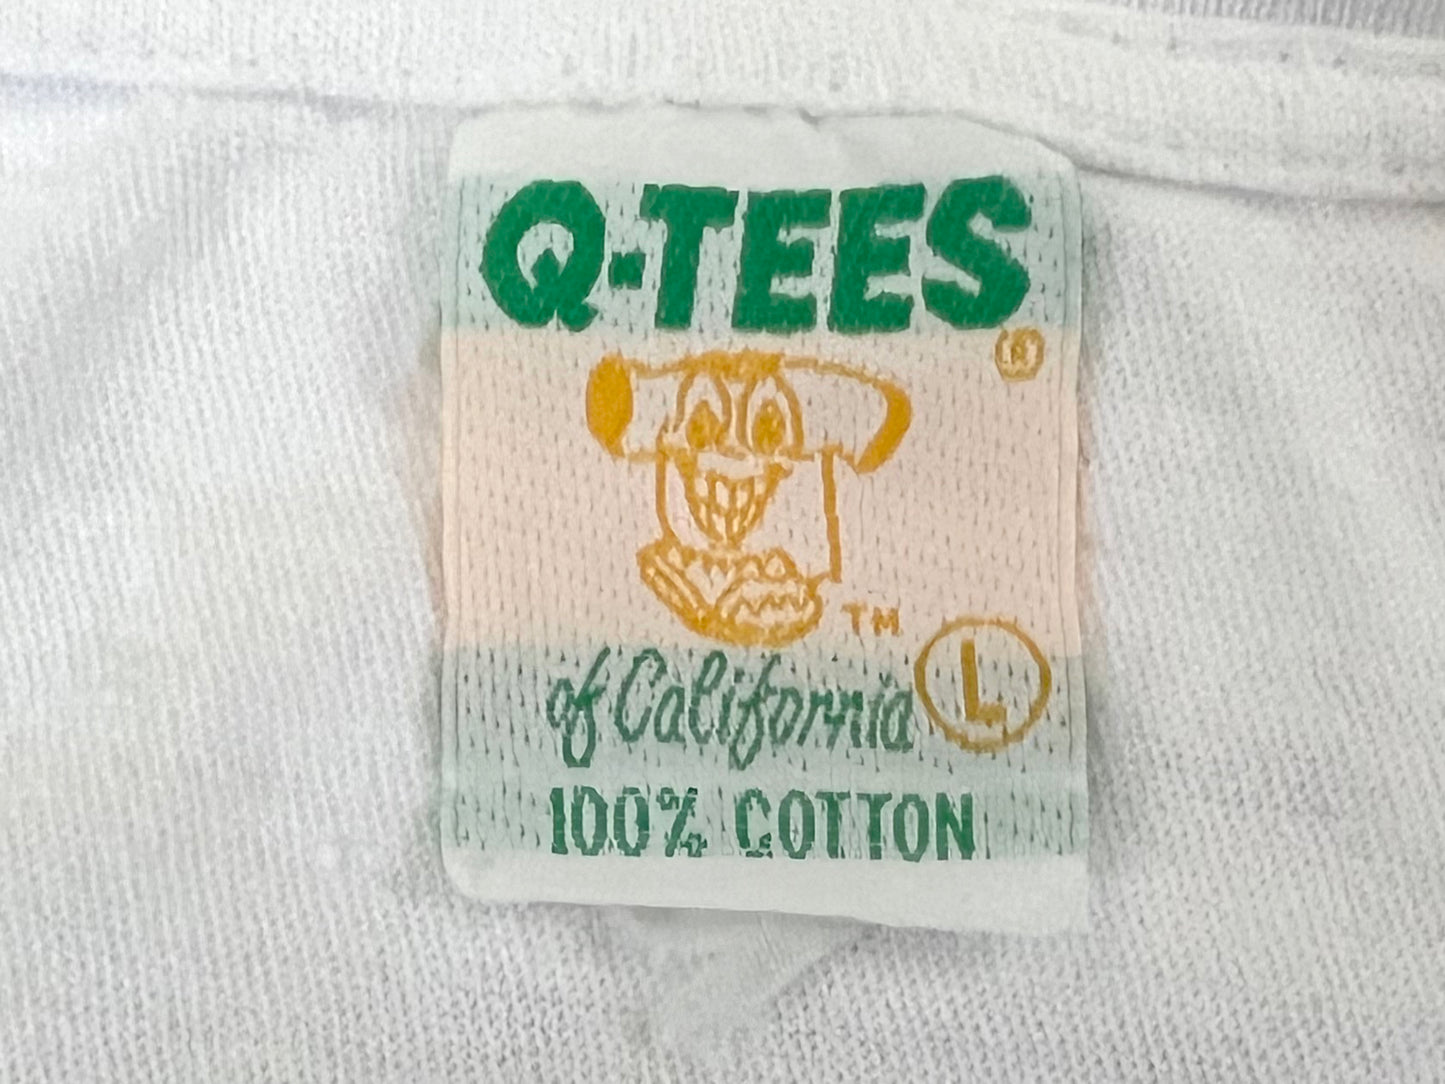 Q-TEES
®
TM
of California L
100% COTTON